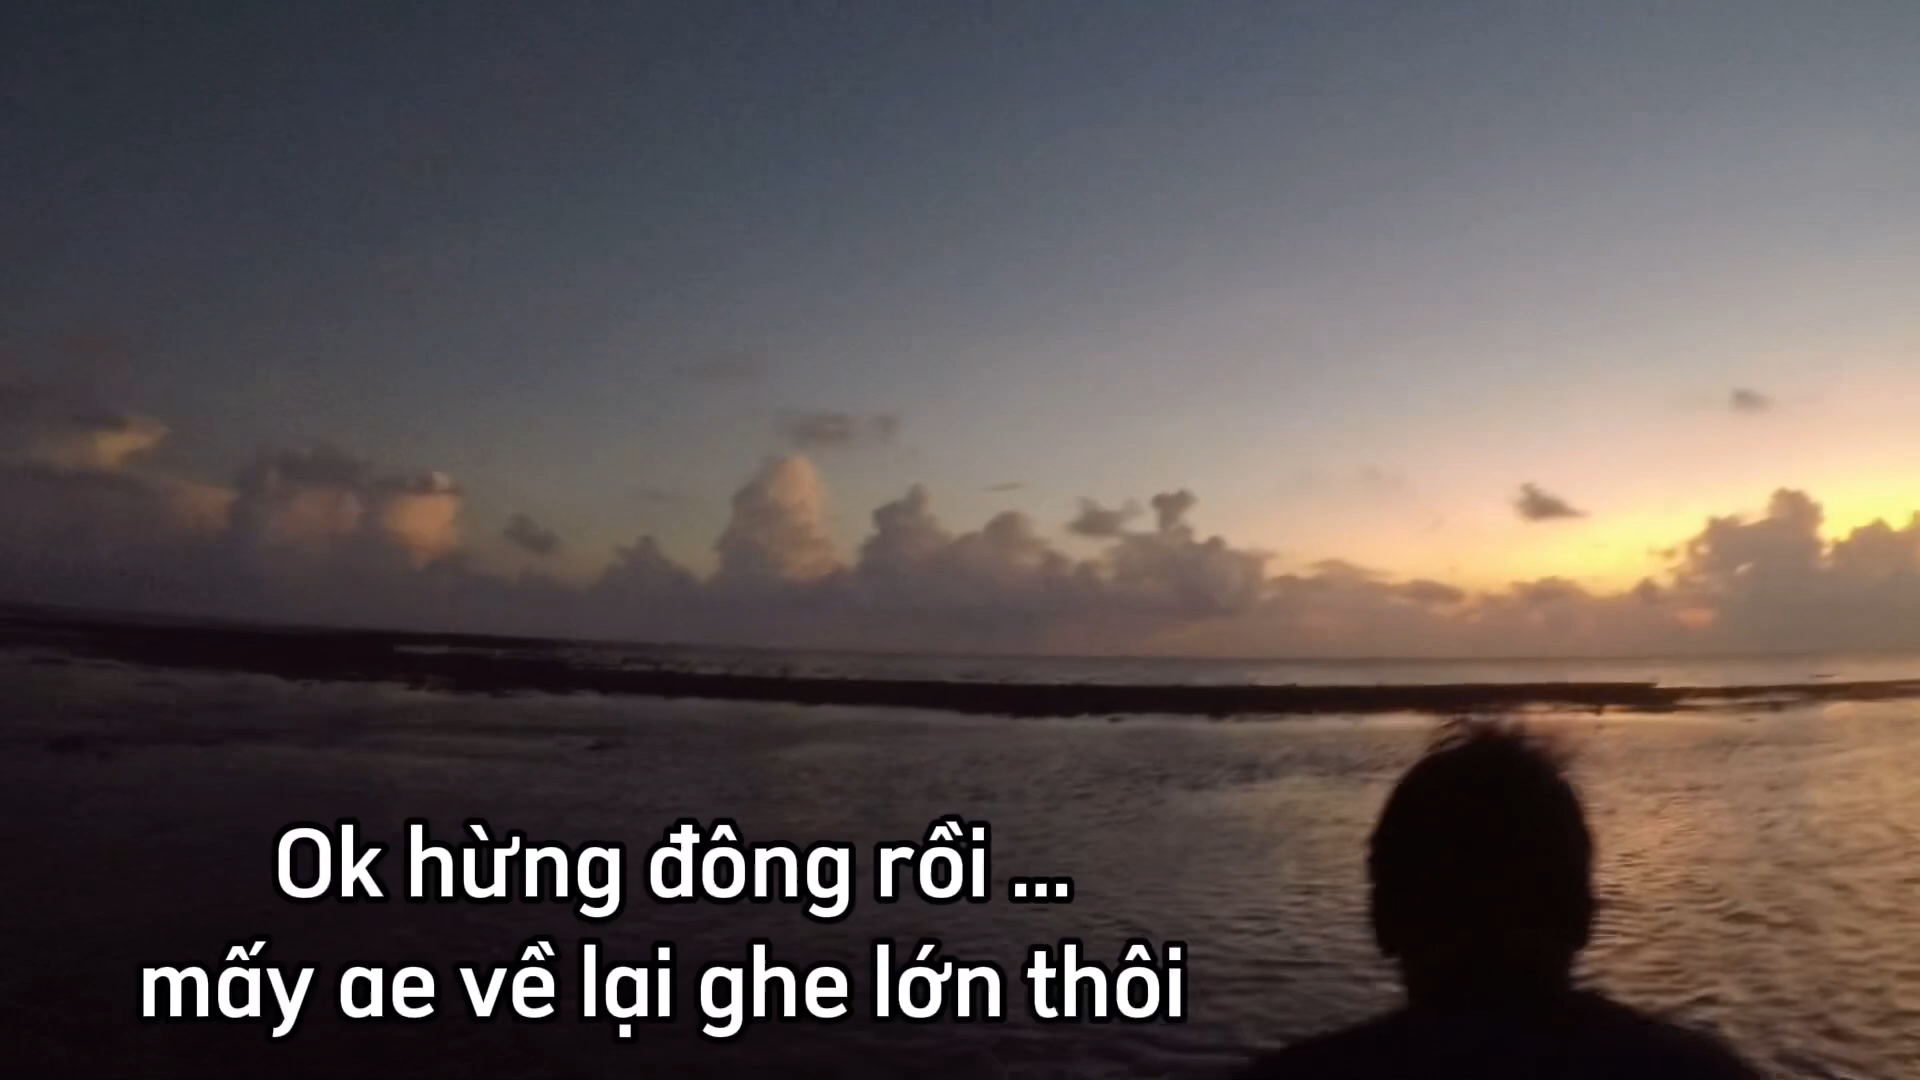 Ok hừng đông rồi ...
mấy ae về lại ghe lớn thôi